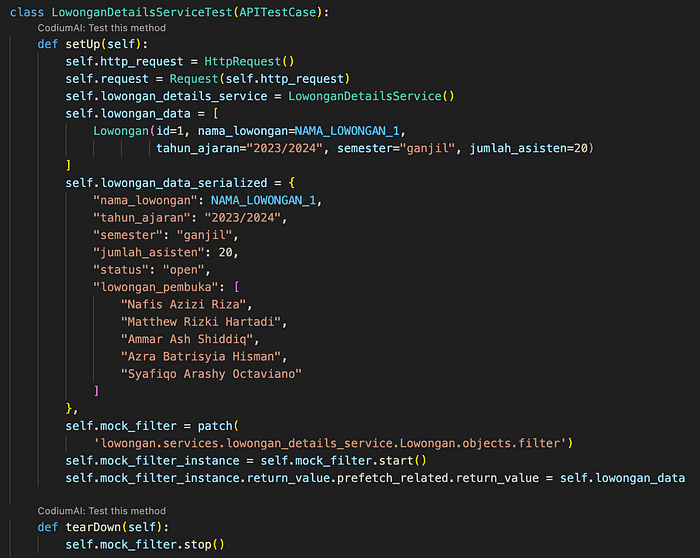 class LowonganDetailsServiceTest(APITestCase):
    CodiumAI: Test this method
    def setUp(self):
        self.http_request = HttpRequest()
        self.request = Request(self.http_request)
        self.lowongan_details_service = LowonganDetailsService()
        self.lowongan_data = [
            Lowongan(id=1, nama_lowongan=NAMA_LOWONGAN_1,
                     tahun_ajaran="2023/2024", semester="ganjil", jumlah_asisten=20)
        ]
        self.lowongan_data_serialized = {
            "nama_lowongan": NAMA_LOWONGAN_1,
            "tahun_ajaran": "2023/2024",
            "semester": "ganjil",
            "jumlah_asisten": 20,
            "status": "open",
            "lowongan_pembuka": [
                "Nafis Azizi Riza",
                "Matthew Rizki Hartadi",
                "Ammar Ash Shiddiq",
                "Azra Batrisyia Hisman",
                "Syafiqo Arashy Octaviano"
            ]
        },
        self.mock_filter = patch(
            'lowongan.services.lowongan_details_service.Lowongan.objects.filter')
        self.mock_filter_instance = self.mock_filter.start()
        self.mock_filter_instance.return_value.prefetch_related.return_value = self.lowongan_data
    CodiumAI: Test this method
    def tearDown(self):
        self.mock_filter.stop()